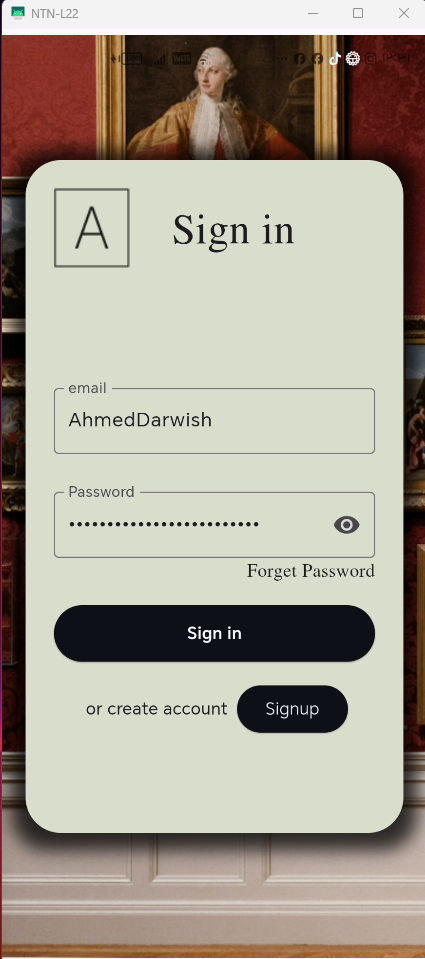 NTN-L22
A
Sign in
email
AhmedDarwish
Password
Forget Password
Sign in
or create account Signup